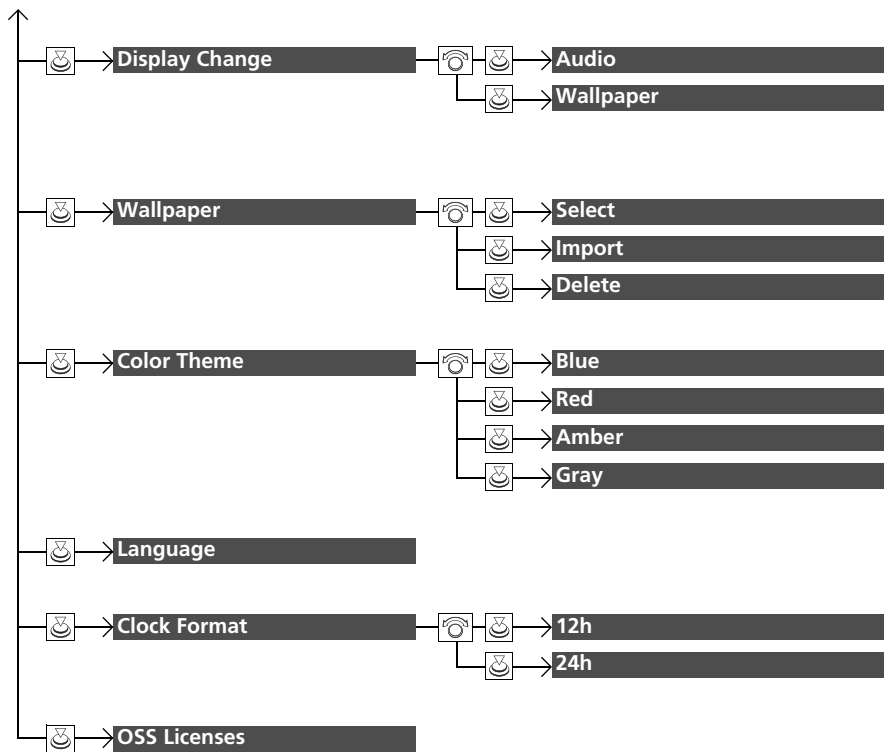 Display Change
Audio
Wallpaper
Wallpaper
Select
Import
Delete
Color Theme
Blue
Red
Amber
Gray
Language
Clock Format
12h
24h
OSS Licenses